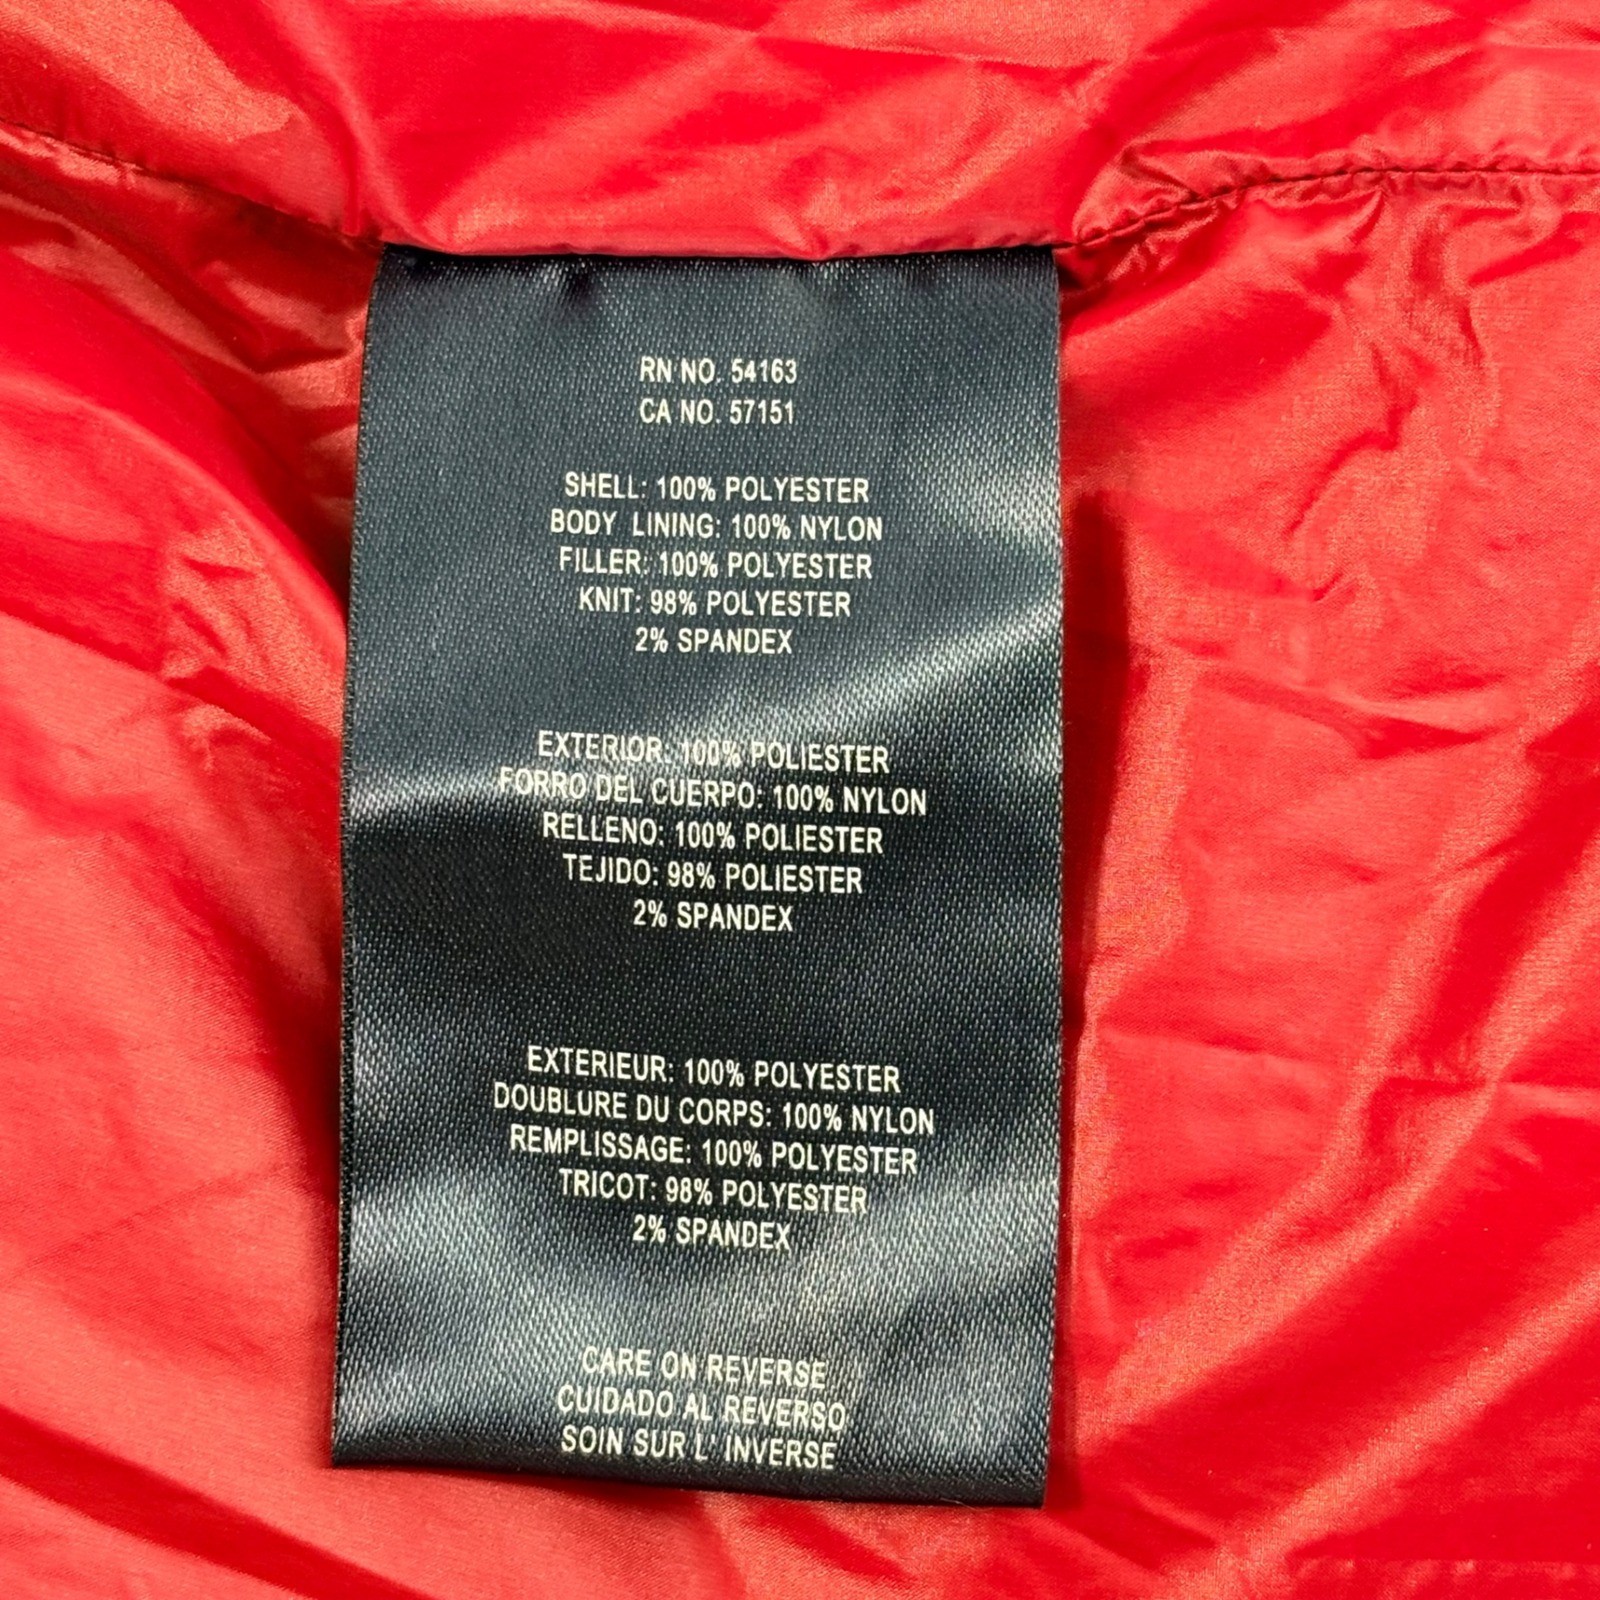 RN NO. 54163
CA NO. 57151
SHELL: 100% POLYESTER
BODY LINING: 100% NYLON
FILLER: 100% POLYESTER
KNIT: 98% POLYESTER
2% SPANDEX
EXTERIOR: 100% POLIESTER
FORRO DEL CUERPO: 100% NYLON
RELLENO: 100% POLIESTER
TEJIDO: 98% POLIESTER
2% SPANDEX
EXTERIEUR: 100% POLYESTER
DOUBLURE DU CORPS: 100% NYLON
REMPLISSAGE: 100% POLYESTER
TRICOT: 98% POLYESTER
2% SPANDEX
CARE ON REVERSE
CUIDADO AL REVERSO
SOIN SUR L' INVERSE